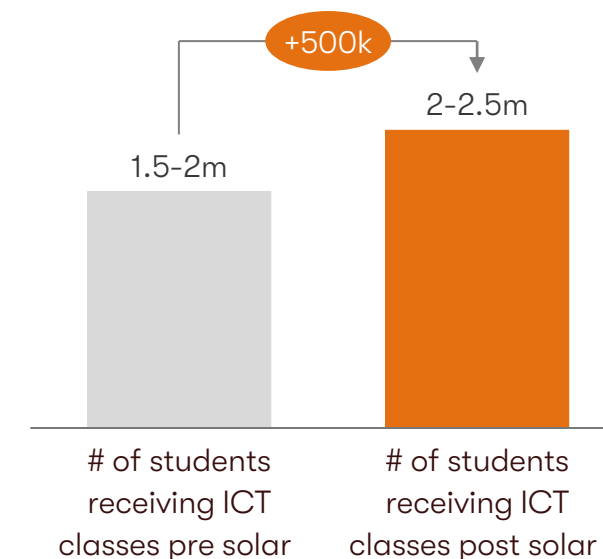 +500k
2-2.5m
1.5-2m
# of students
receiving ICT
classes pre solar
# of students
receiving ICT
classes post solar